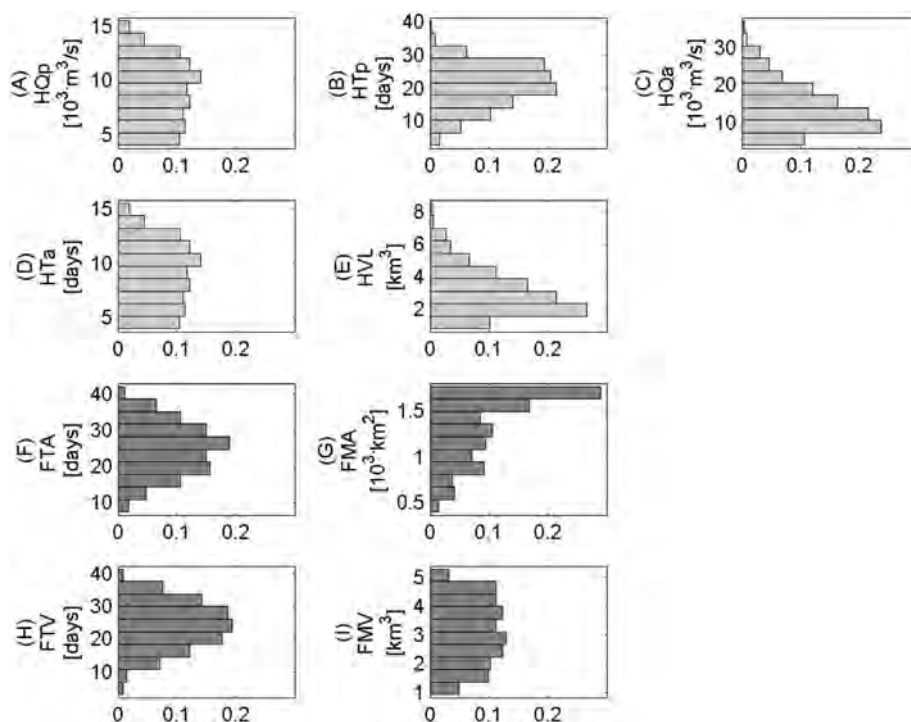 (A)
HQp
[10³·m³/s]
15
10
5
0 0.1 0.2
(B)
HTp
[days]
40
30
20
10
0 0.1 0.2
(C)
HQa
[10³·m³/s]
30
20
10
0 0.1 0.2
(D)
HTa
[days]
15
10
5
0 0.1 0.2
(E)
HVL
[km³]
8
6
4
2
0 0.1 0.2
(F)
FTA
[days]
40
30
20
10
0 0.1 0.2
(G)
FMA
[10³·km²]
1.5
1
0.5
0 0.1 0.2
(H)
FTV
[days]
40
30
20
10
0 0.1 0.2
(I)
FMV
[km³]
5
4
3
2
1
0 0.1 0.2